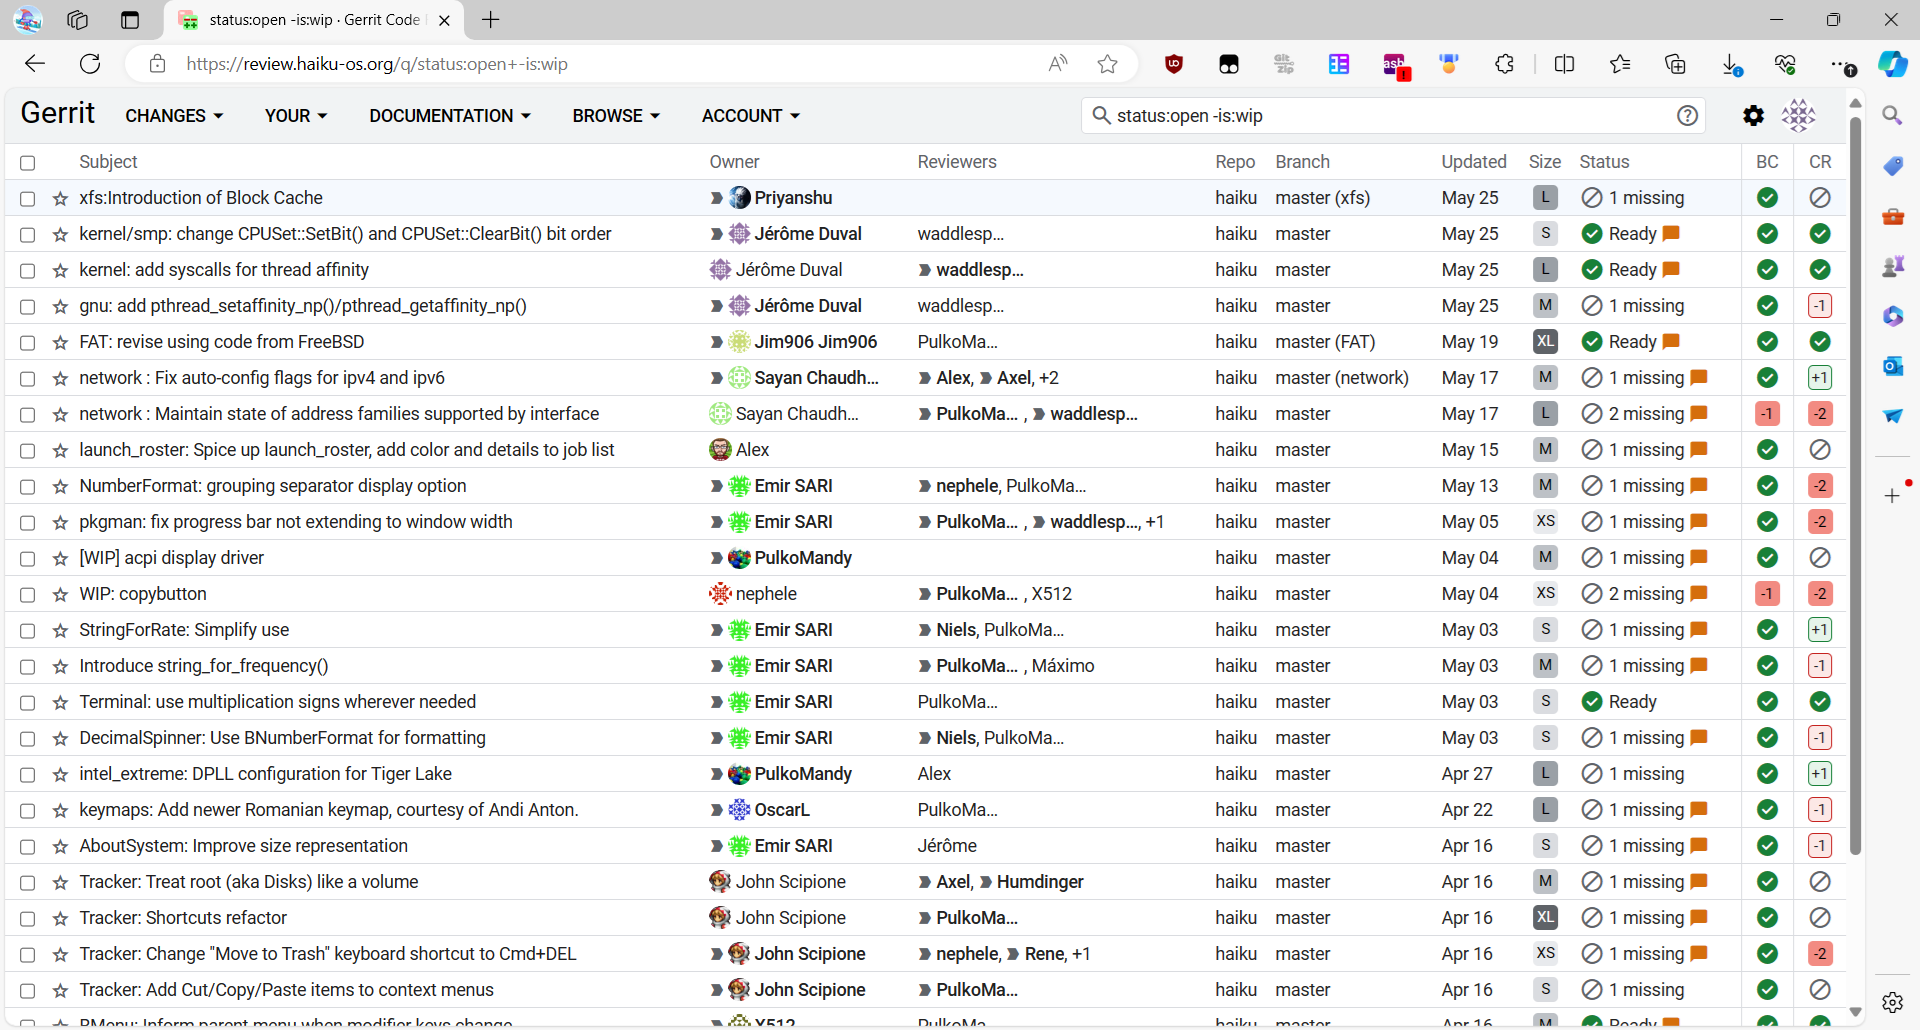 status:open -is:wip · Gerrit Code
https://review.haiku-os.org/q/status:open+-is:wip
Gerrit CHANGES YOUR DOCUMENTATION BROWSE ACCOUNT status:open -is:wip
Subject Owner Reviewers Repo Branch Updated Size Status BC CR
xfs:Introduction of Block Cache Priyanshu haiku master (xfs) May 25 L 1 missing
kernel/smp: change CPUSet::SetBit() and CPUSet::ClearBit() bit order Jérôme Duval waddlesp... haiku master May 25 S Ready
kernel: add syscalls for thread affinity Jérôme Duval waddlesp... haiku master May 25 L Ready
gnu: add pthread_setaffinity_np()/pthread_getaffinity_np() Jérôme Duval waddlesp... haiku master May 25 M 1 missing -1
FAT: revise using code from FreeBSD Jim906 Jim906 PulkoMa... haiku master (FAT) May 19 XL Ready
network : Fix auto-config flags for ipv4 and ipv6 Sayan Chaudh... Alex, Axel, +2 haiku master (network) May 17 M 1 missing +1
network : Maintain state of address families supported by interface Sayan Chaudh... PulkoMa... , waddlesp... haiku master May 17 L 2 missing -1 -2
launch_roster: Spice up launch_roster, add color and details to job list Alex haiku master May 15 M 1 missing
NumberFormat: grouping separator display option Emir SARI nephele, PulkoMa... haiku master May 13 M 1 missing -2
pkgman: fix progress bar not extending to window width Emir SARI PulkoMa... , waddlesp..., +1 haiku master May 05 XS 1 missing -2
[WIP] acpi display driver PulkoMandy haiku master May 04 M 1 missing
WIP: copybutton nephele PulkoMa... , X512 haiku master May 04 XS 2 missing -1 -2
StringForRate: Simplify use Emir SARI Niels, PulkoMa... haiku master May 03 S 1 missing +1
Introduce string_for_frequency() Emir SARI PulkoMa... , Máximo haiku master May 03 M 1 missing -1
Terminal: use multiplication signs wherever needed Emir SARI PulkoMa... haiku master May 03 S Ready
DecimalSpinner: Use BNumberFormat for formatting Emir SARI Niels, PulkoMa... haiku master May 03 S 1 missing -1
intel_extreme: DPLL configuration for Tiger Lake PulkoMandy Alex haiku master Apr 27 L 1 missing +1
keymaps: Add newer Romanian keymap, courtesy of Andi Anton. OscarL PulkoMa... haiku master Apr 22 L 1 missing -1
AboutSystem: Improve size representation Emir SARI Jérôme haiku master Apr 16 S 1 missing -1
Tracker: Treat root (aka Disks) like a volume John Scipione Axel, Humdinger haiku master Apr 16 M 1 missing
Tracker: Shortcuts refactor John Scipione PulkoMa... haiku master Apr 16 XL 1 missing
Tracker: Change "Move to Trash" keyboard shortcut to Cmd+DEL John Scipione nephele, Rene, +1 haiku master Apr 16 XS 1 missing -2
Tracker: Add Cut/Copy/Paste items to context menus John Scipione PulkoMa... haiku master Apr 16 S 1 missing
BMenu: Inform parent menu when modifier keys change X512 PulkoMa... haiku master Apr 16 M Ready